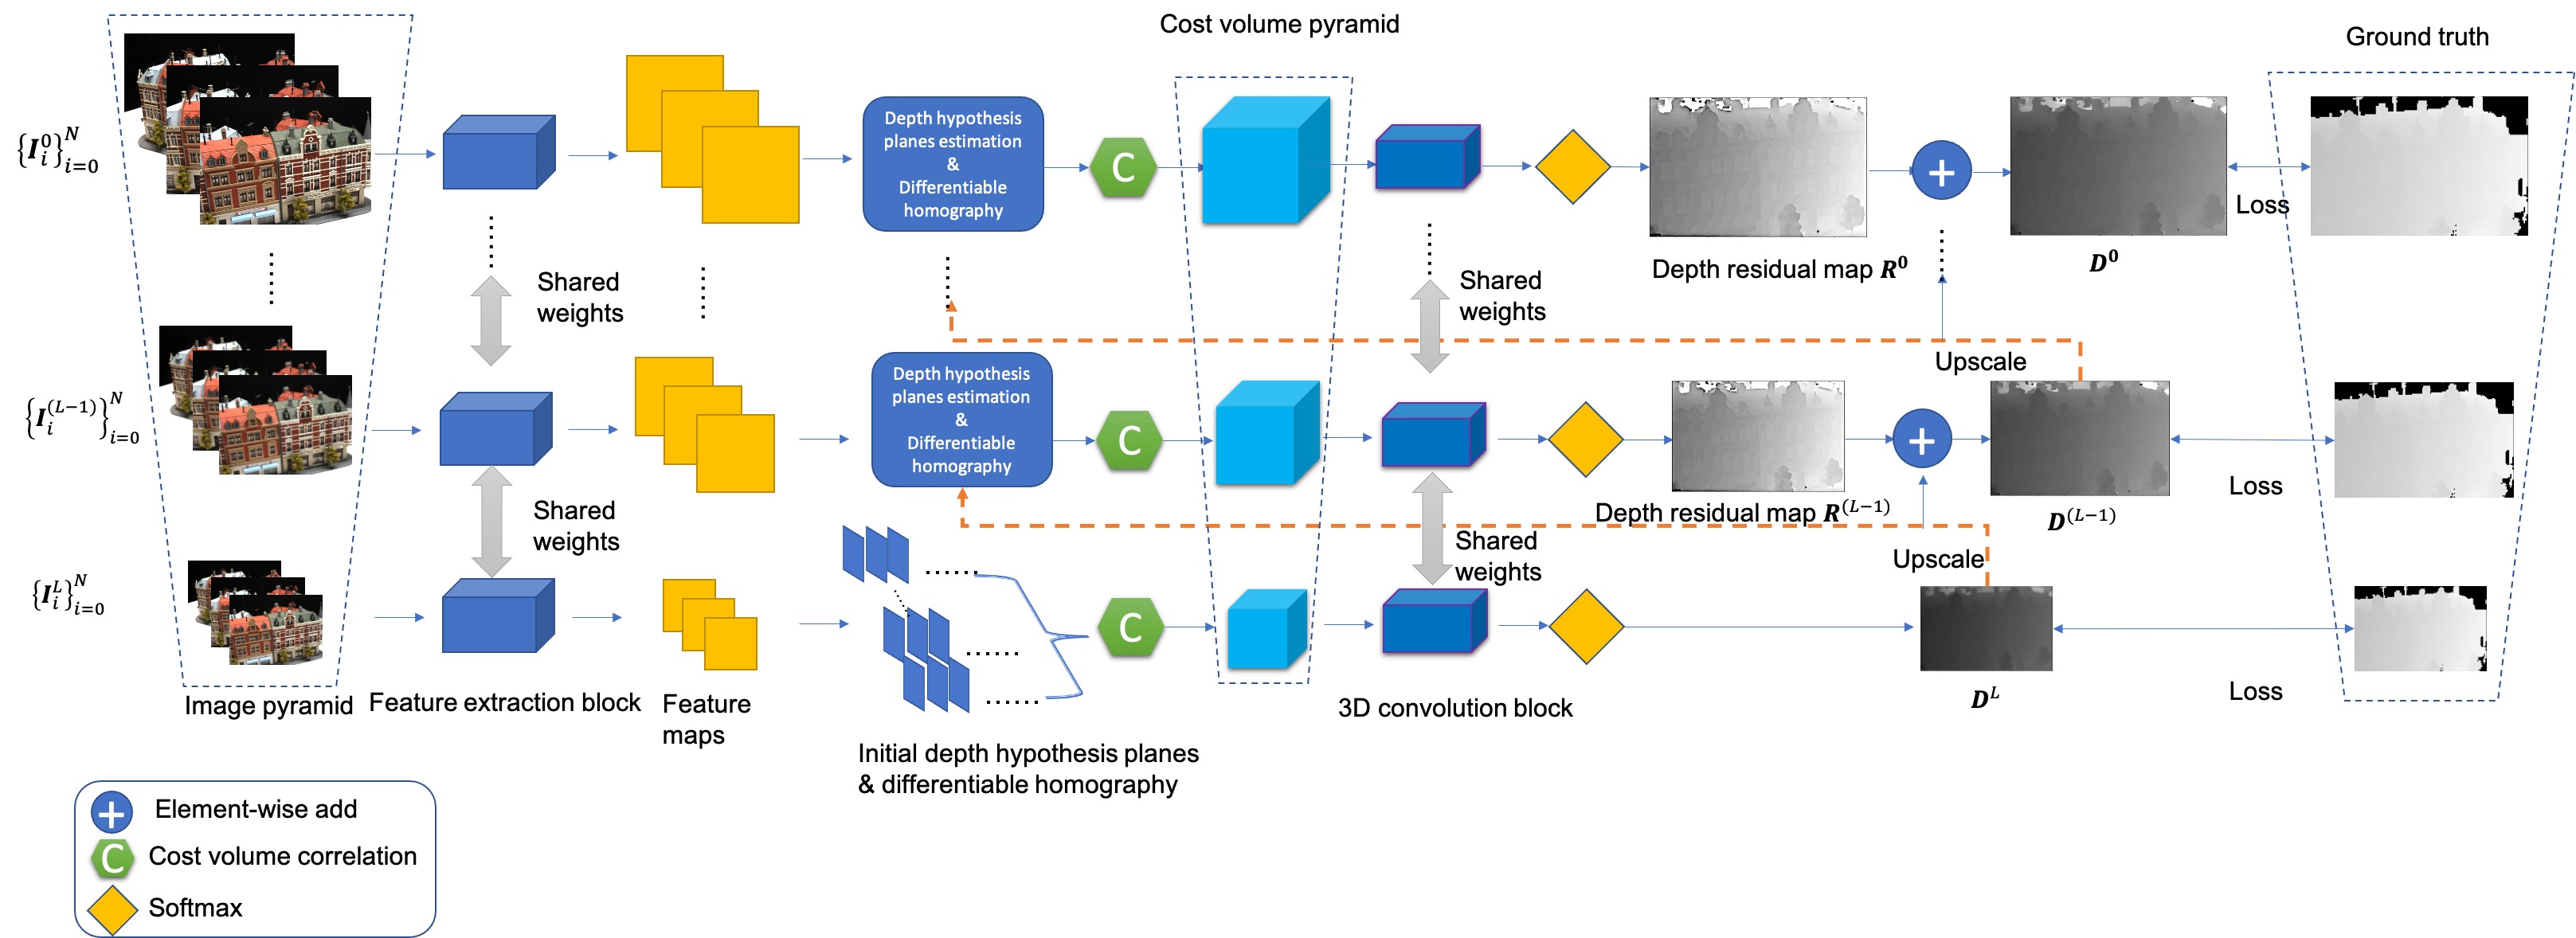 Cost volume pyramid
Ground truth
{I_i^0}_{i=0}^N
Depth hypothesis
planes estimation
&
Differentiable
homography
C
+
Loss
Depth residual map R^0
D^0
Shared
weights
Shared
weights
Upscale
{I_i^{(L-1)}}_{i=0}^N
Depth hypothesis
planes estimation
&
Differentiable
homography
C
+
Loss
Depth residual map R^{(L-1)}
D^{(L-1)}
Shared
weights
Shared
weights
Upscale
{I_i^L}_{i=0}^N
C
D^L
Loss
Image pyramid
Feature extraction block
Feature
maps
3D convolution block
Initial depth hypothesis planes
& differentiable homography
+ Element-wise add
C Cost volume correlation
Softmax